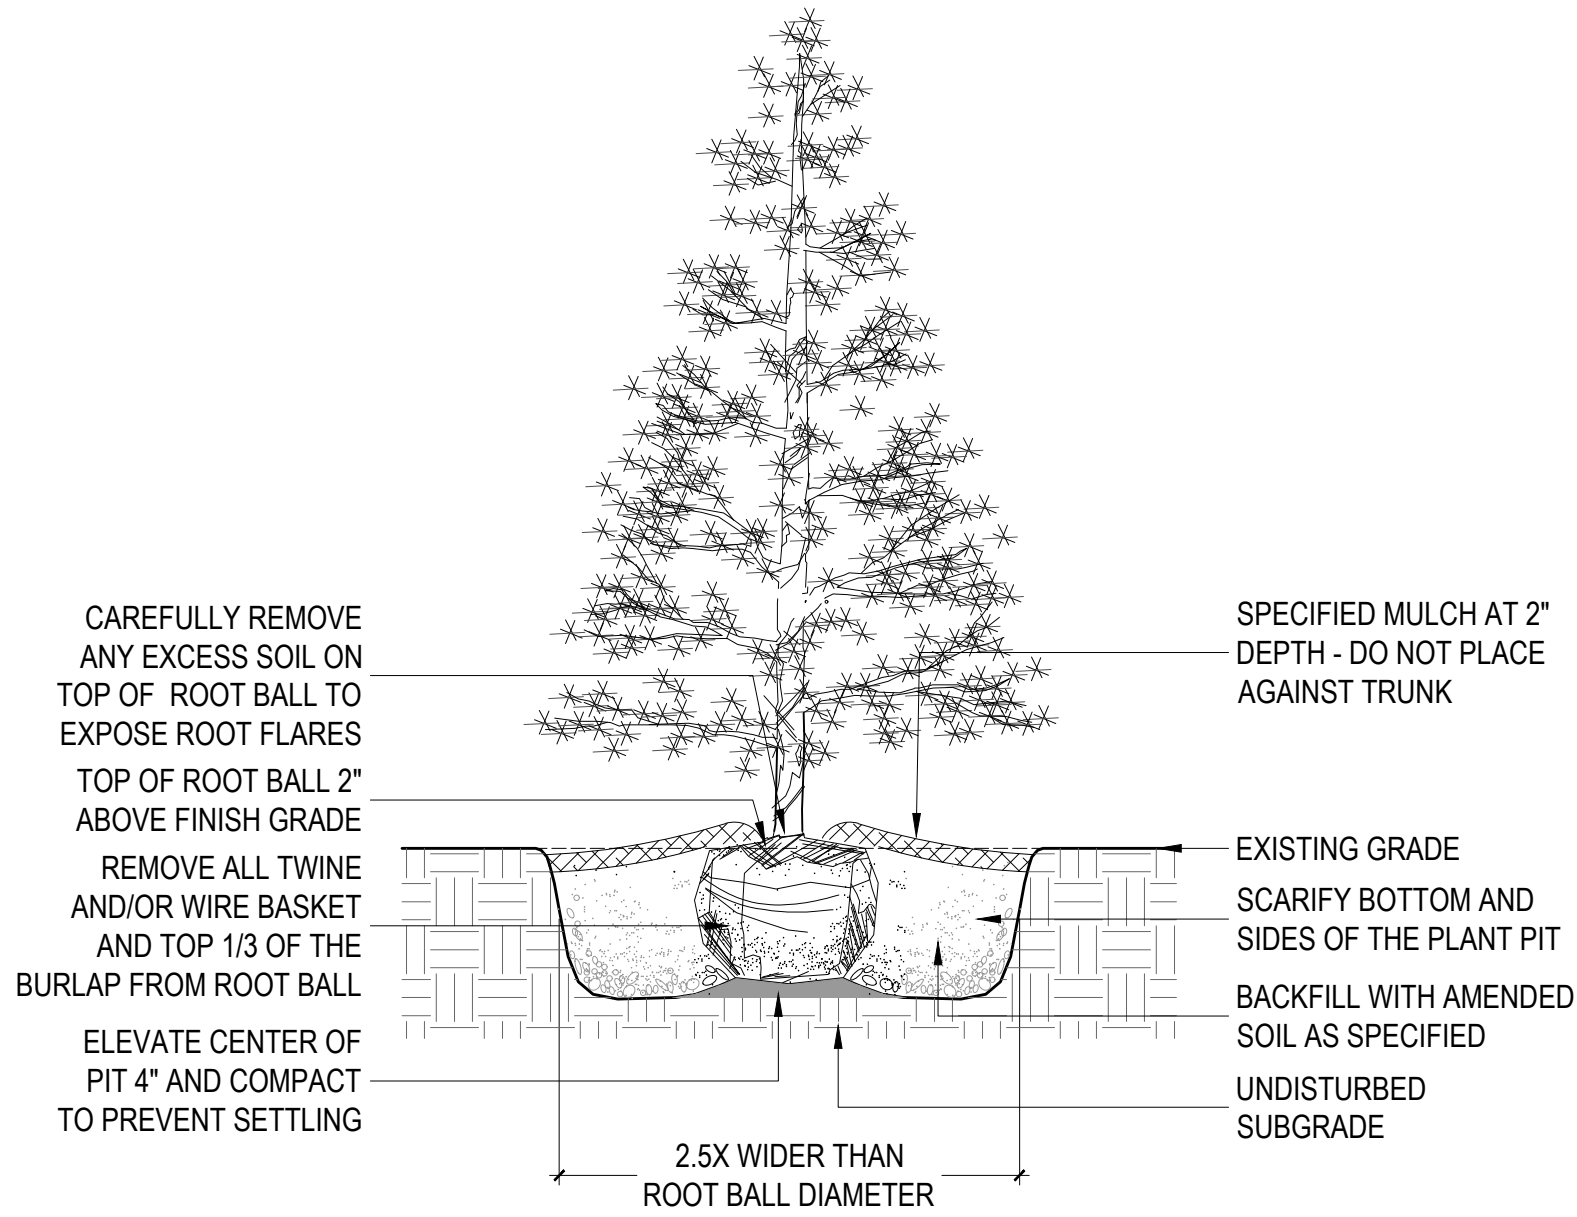 CAREFULLY REMOVE
ANY EXCESS SOIL ON
TOP OF ROOT BALL TO
EXPOSE ROOT FLARES
TOP OF ROOT BALL 2"
ABOVE FINISH GRADE
REMOVE ALL TWINE
AND/OR WIRE BASKET
AND TOP 1/3 OF THE
BURLAP FROM ROOT BALL
ELEVATE CENTER OF
PIT 4" AND COMPACT
TO PREVENT SETTLING
SPECIFIED MULCH AT 2"
DEPTH - DO NOT PLACE
AGAINST TRUNK
EXISTING GRADE
SCARIFY BOTTOM AND
SIDES OF THE PLANT PIT
BACKFILL WITH AMENDED
SOIL AS SPECIFIED
UNDISTURBED
SUBGRADE
2.5X WIDER THAN
ROOT BALL DIAMETER